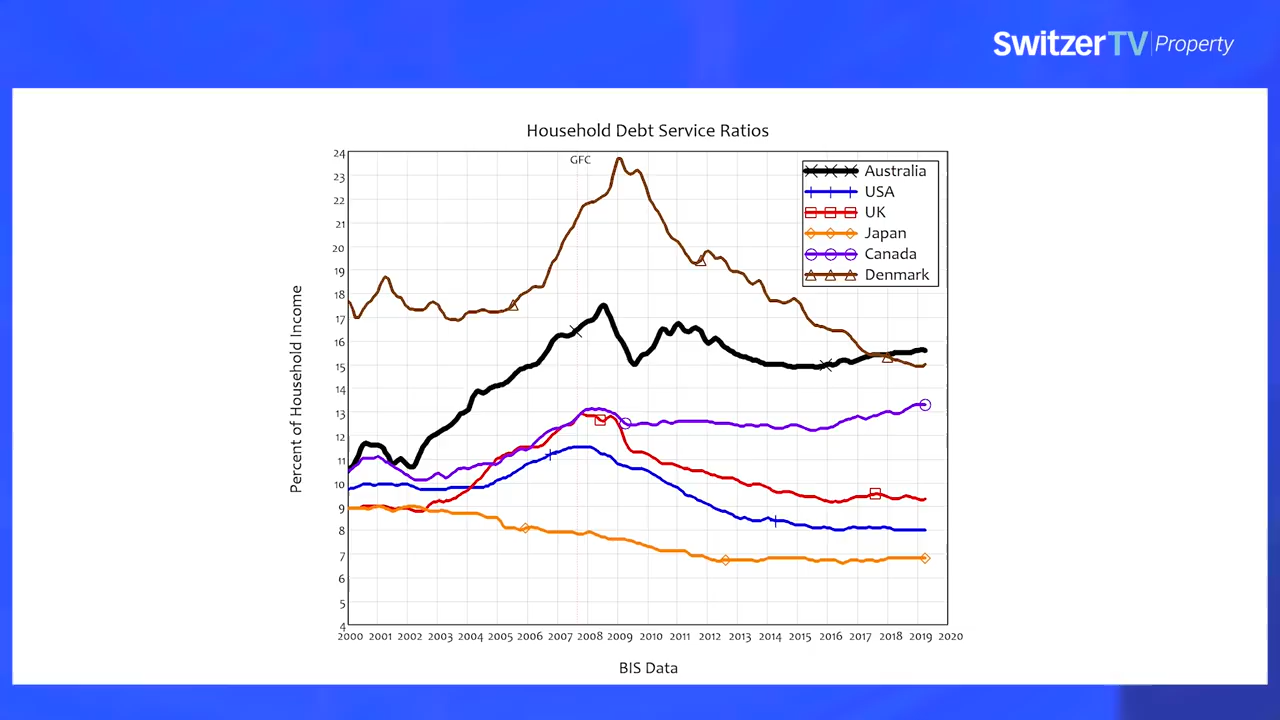 SwitzerTV Property
Household Debt Service Ratios
GFC
Australia
USA
UK
Japan
Canada
Denmark
Percent of Household Income
24
23
22
21
20
19
18
17
16
15
14
13
12
11
10
9
8
7
6
5
4
2000 2001 2002 2003 2004 2005 2006 2007 2008 2009 2010 2011 2012 2013 2014 2015 2016 2017 2018 2019 2020
BIS Data